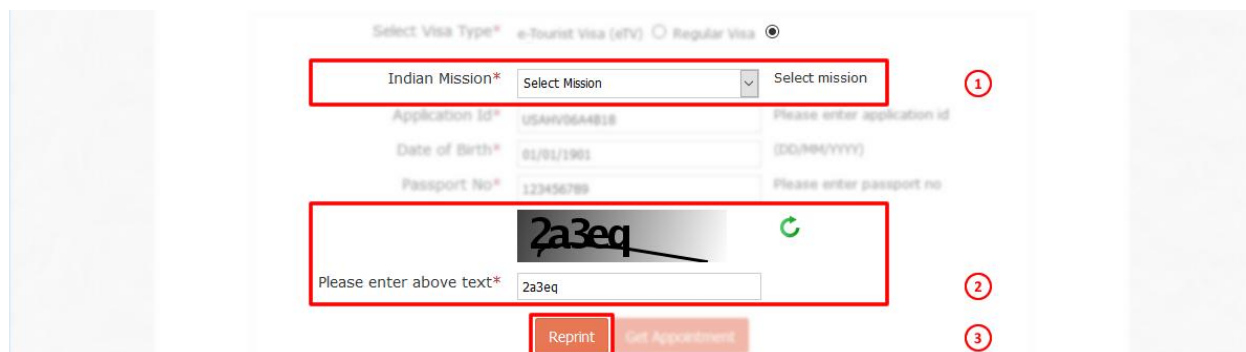 Select Visa Type* e-Tourist Visa (eTV) Regular Visa
Indian Mission* Select Mission Select mission 1
Application Id* USAHV06A4B18 Please enter application id
Date of Birth* 01/01/1901 (DD/MM/YYYY)
Passport No* 123456789 Please enter passport no
2a3eq
Please enter above text* 2a3eq 2
Reprint Get Appointment 3